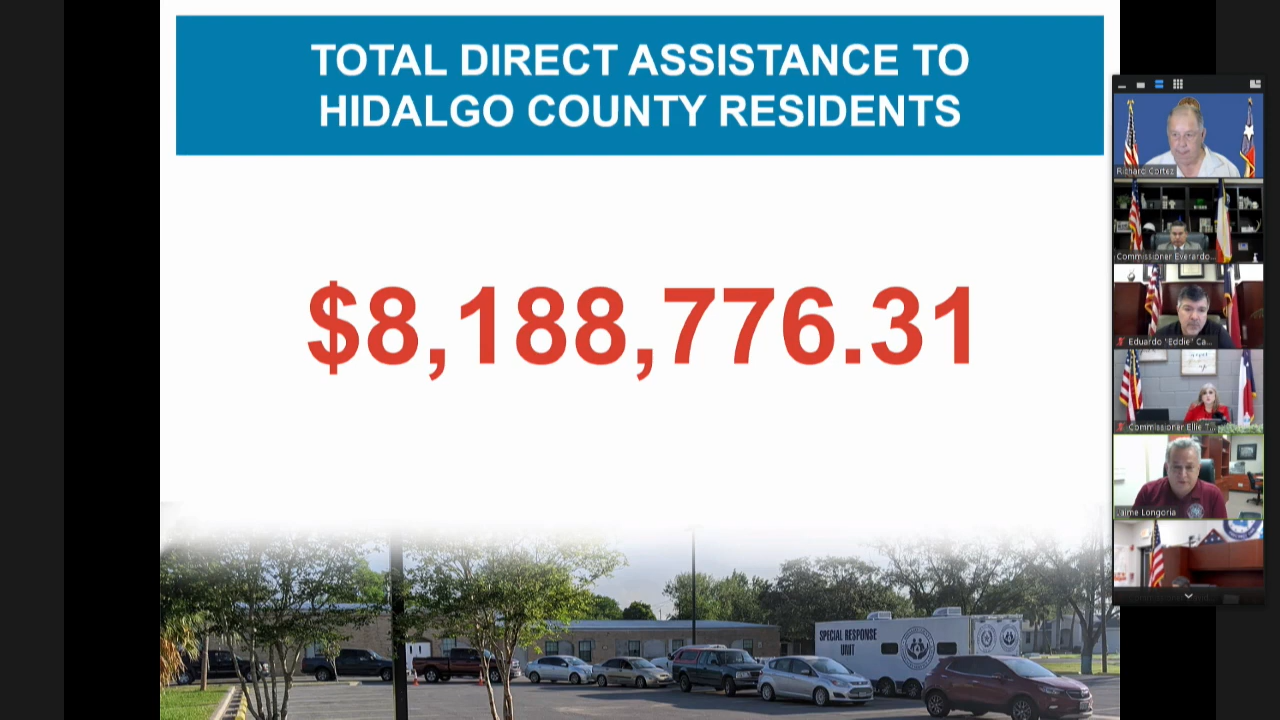 TOTAL DIRECT ASSISTANCE TO
HIDALGO COUNTY RESIDENTS
$8,188,776.31
Richard Cortez
Commissioner Everardo...
Eduardo "Eddie" Ca...
Commissioner Ellie T...
Jaime Longoria
SPECIAL RESPONSE
UNIT